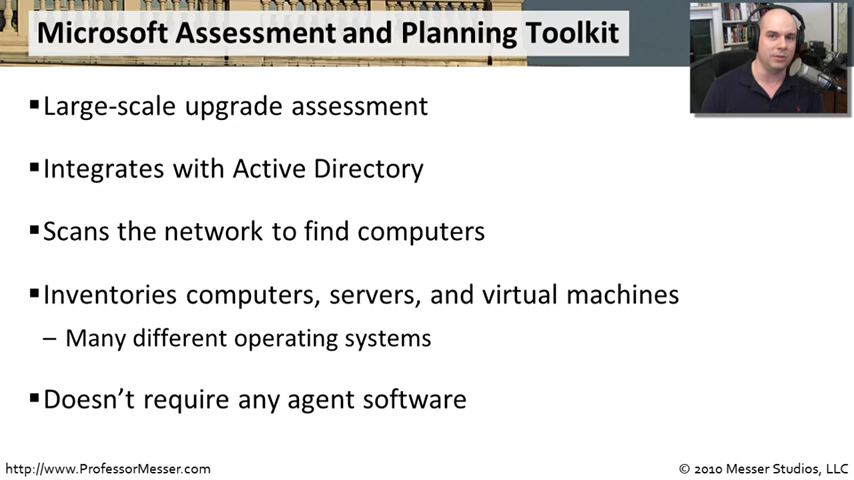 Microsoft Assessment and Planning Toolkit
▪Large-scale upgrade assessment
▪Integrates with Active Directory
▪Scans the network to find computers
▪Inventories computers, servers, and virtual machines
– Many different operating systems
▪Doesn’t require any agent software
http://www.ProfessorMesser.com
© 2010 Messer Studios, LLC